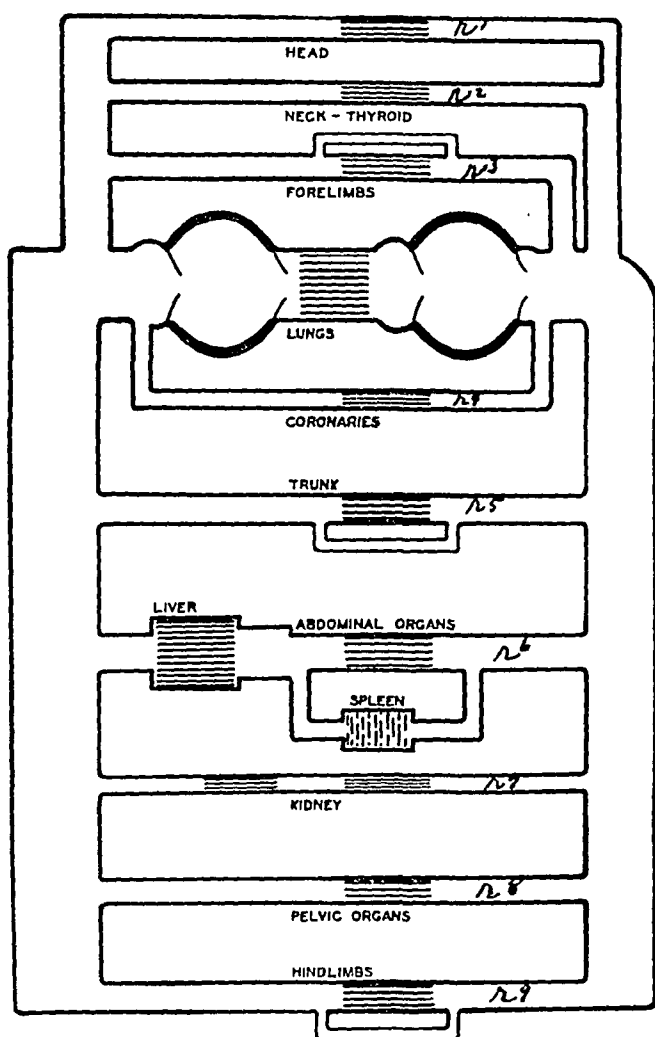 r1
HEAD
r2
NECK - THYROID
r3
FORELIMBS
LUNGS
r4
CORONARIES
TRUNK
r5
LIVER
ABDOMINAL ORGANS
r6
SPLEEN
r7
KIDNEY
r8
PELVIC ORGANS
HINDLIMBS
r9